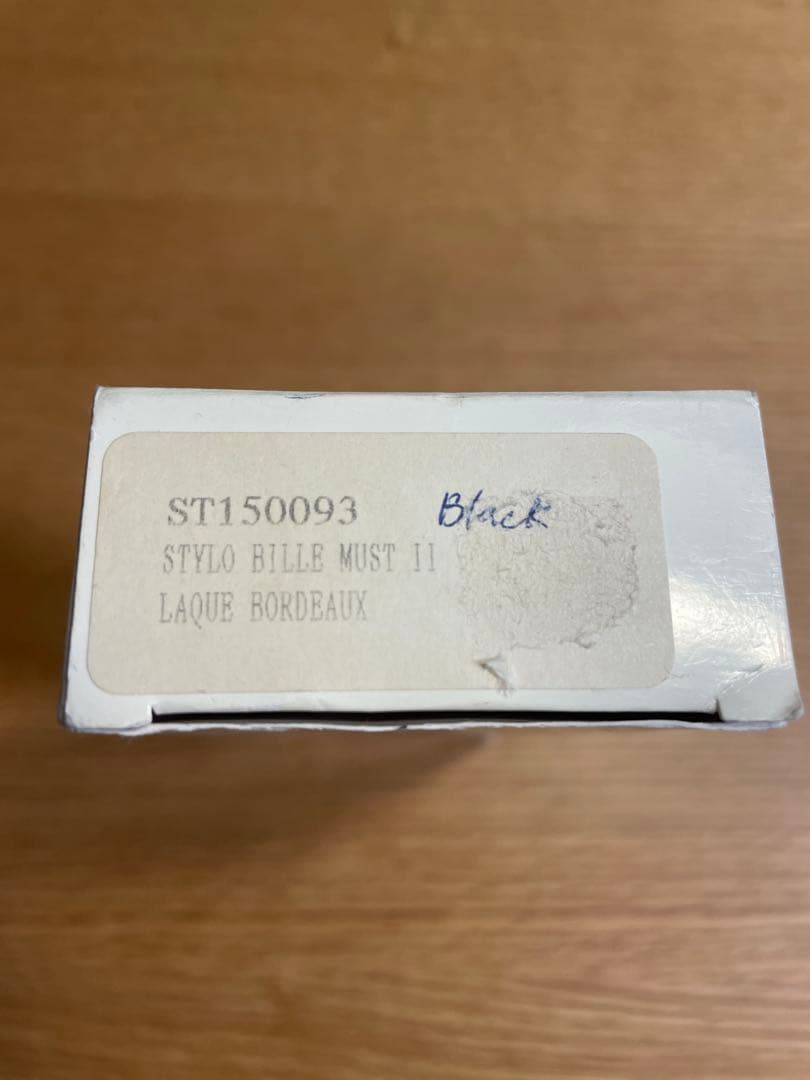 ST150093 Black
STYLO BILLE MUST II
LAQUE BORDEAUX